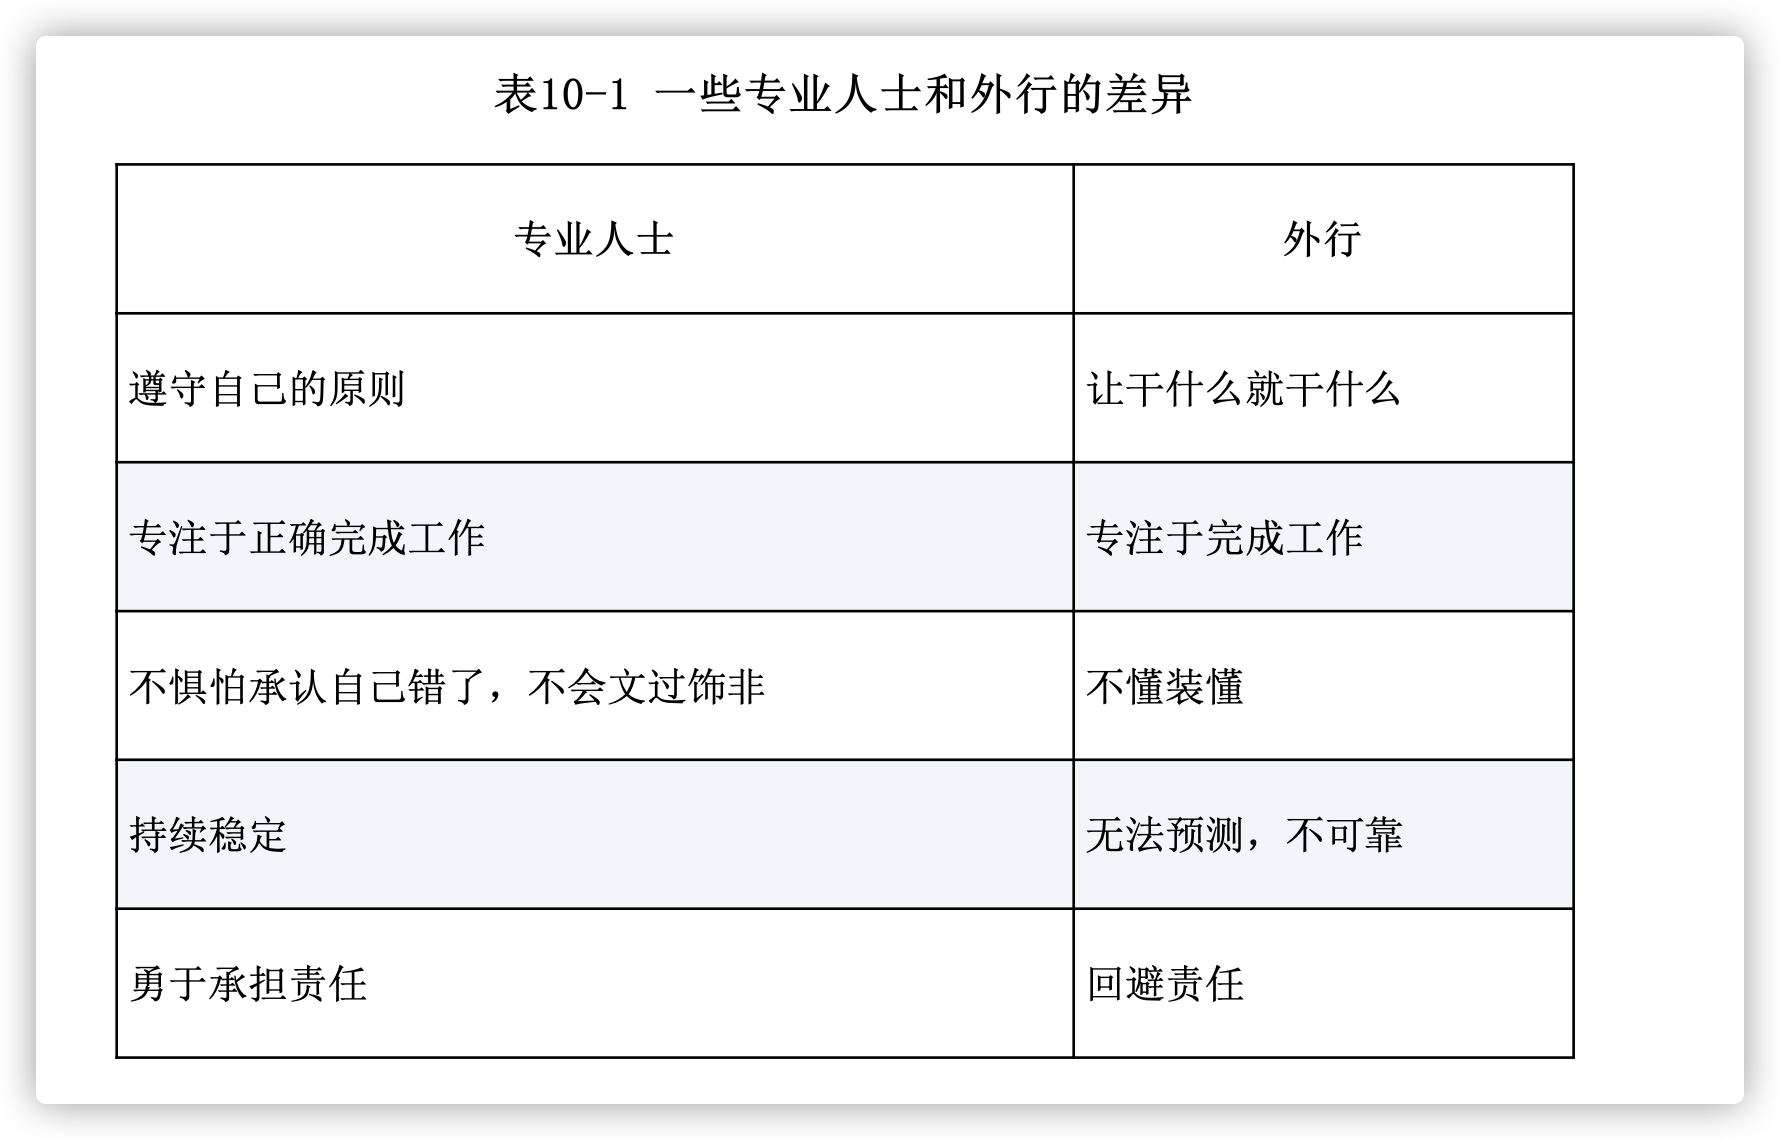 表10-1 一些专业人士和外行的差异
专业人士 外行
遵守自己的原则 让干什么就干什么
专注于正确完成工作 专注于完成工作
不惧怕承认自己错了，不会文过饰非 不懂装懂
持续稳定 无法预测，不可靠
勇于承担责任 回避责任